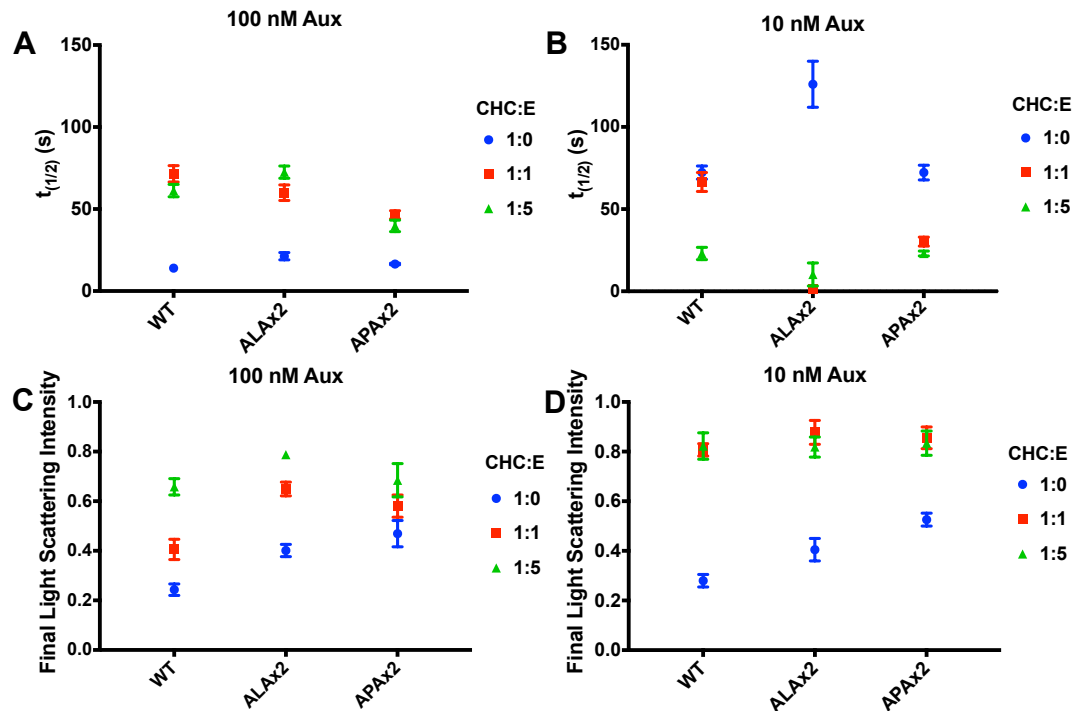 A
100 nM Aux
t(1/2) (s)
150
100
50
0
WT
ALAx2
APAx2
CHC:E
1:0
1:1
1:5
B
10 nM Aux
t(1/2) (s)
150
100
50
0
WT
ALAx2
APAx2
CHC:E
1:0
1:1
1:5
C
100 nM Aux
Final Light Scattering Intensity
1.0
0.8
0.6
0.4
0.2
0.0
WT
ALAx2
APAx2
CHC:E
1:0
1:1
1:5
D
10 nM Aux
Final Light Scattering Intensity
1.0
0.8
0.6
0.4
0.2
0.0
WT
ALAx2
APAx2
CHC:E
1:0
1:1
1:5